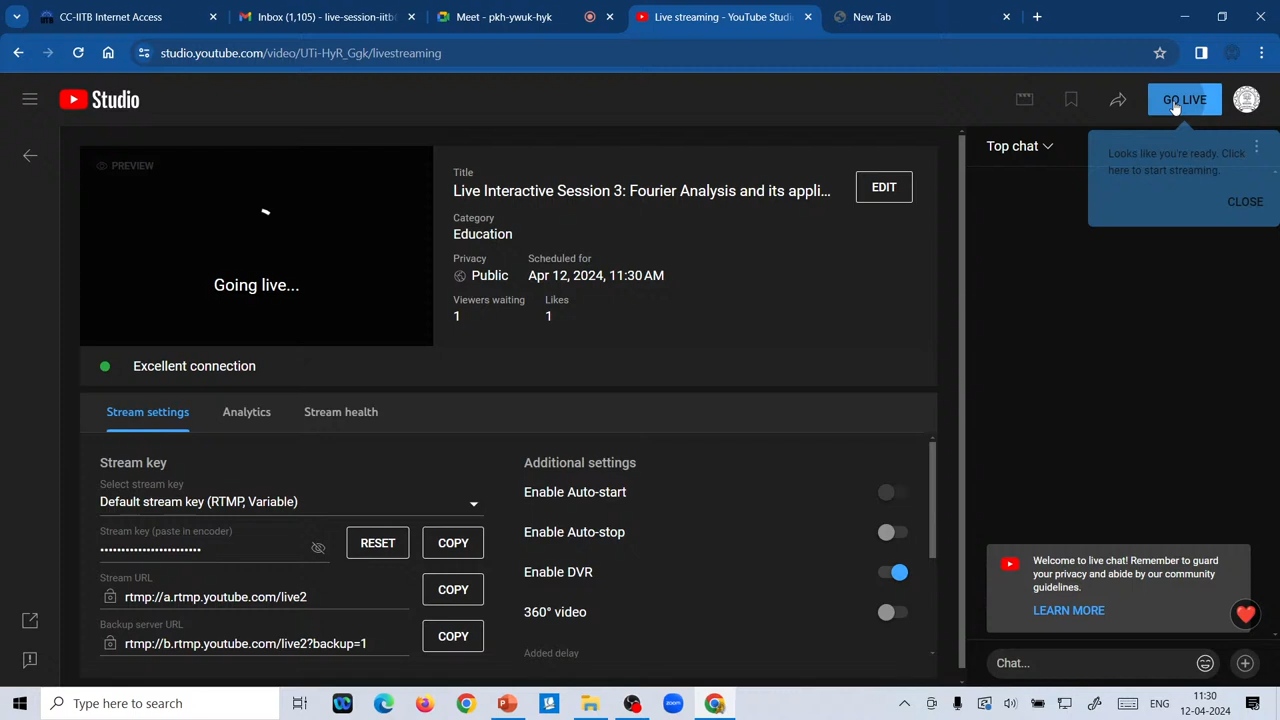 CC-IITB Internet Access
Inbox (1,105) - live-session-iitb
Meet - pkh-ywuk-hyk
Live streaming - YouTube Studi
New Tab
studio.youtube.com/video/UTi-HyR_Ggk/livestreaming
Studio
GO LIVE
Looks like you're ready. Click
here to start streaming.
CLOSE
Top chat
PREVIEW
Going live...
Title
Live Interactive Session 3: Fourier Analysis and its appli...
EDIT
Category
Education
Privacy
Scheduled for
Public
Apr 12, 2024, 11:30 AM
Viewers waiting
Likes
1
1
Excellent connection
Stream settings
Analytics
Stream health
Stream key
Select stream key
Default stream key (RTMP, Variable)
Stream key (paste in encoder)
••••••••••••••••••••••••
RESET
COPY
Stream URL
rtmp://a.rtmp.youtube.com/live2
COPY
Backup server URL
rtmp://b.rtmp.youtube.com/live2?backup=1
COPY
Additional settings
Enable Auto-start
Enable Auto-stop
Enable DVR
360° video
Added delay
Welcome to live chat! Remember to guard
your privacy and abide by our community
guidelines.
LEARN MORE
Chat...
Type here to search
zoom
ENG
11:30
12-04-2024